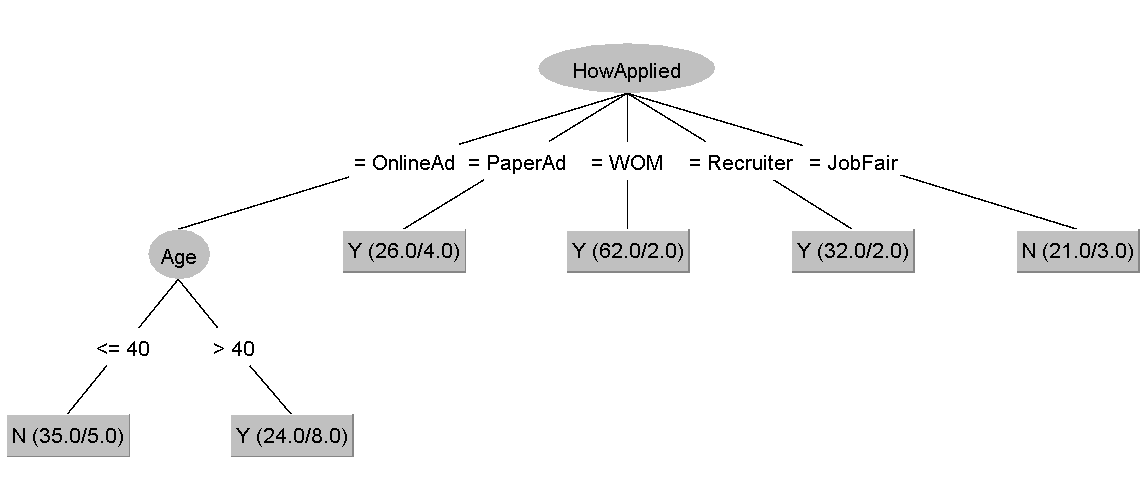 HowApplied
= OnlineAd = PaperAd = WOM = Recruiter = JobFair
Age Y (26.0/4.0) Y (62.0/2.0) Y (32.0/2.0) N (21.0/3.0)
<= 40 > 40
N (35.0/5.0) Y (24.0/8.0)